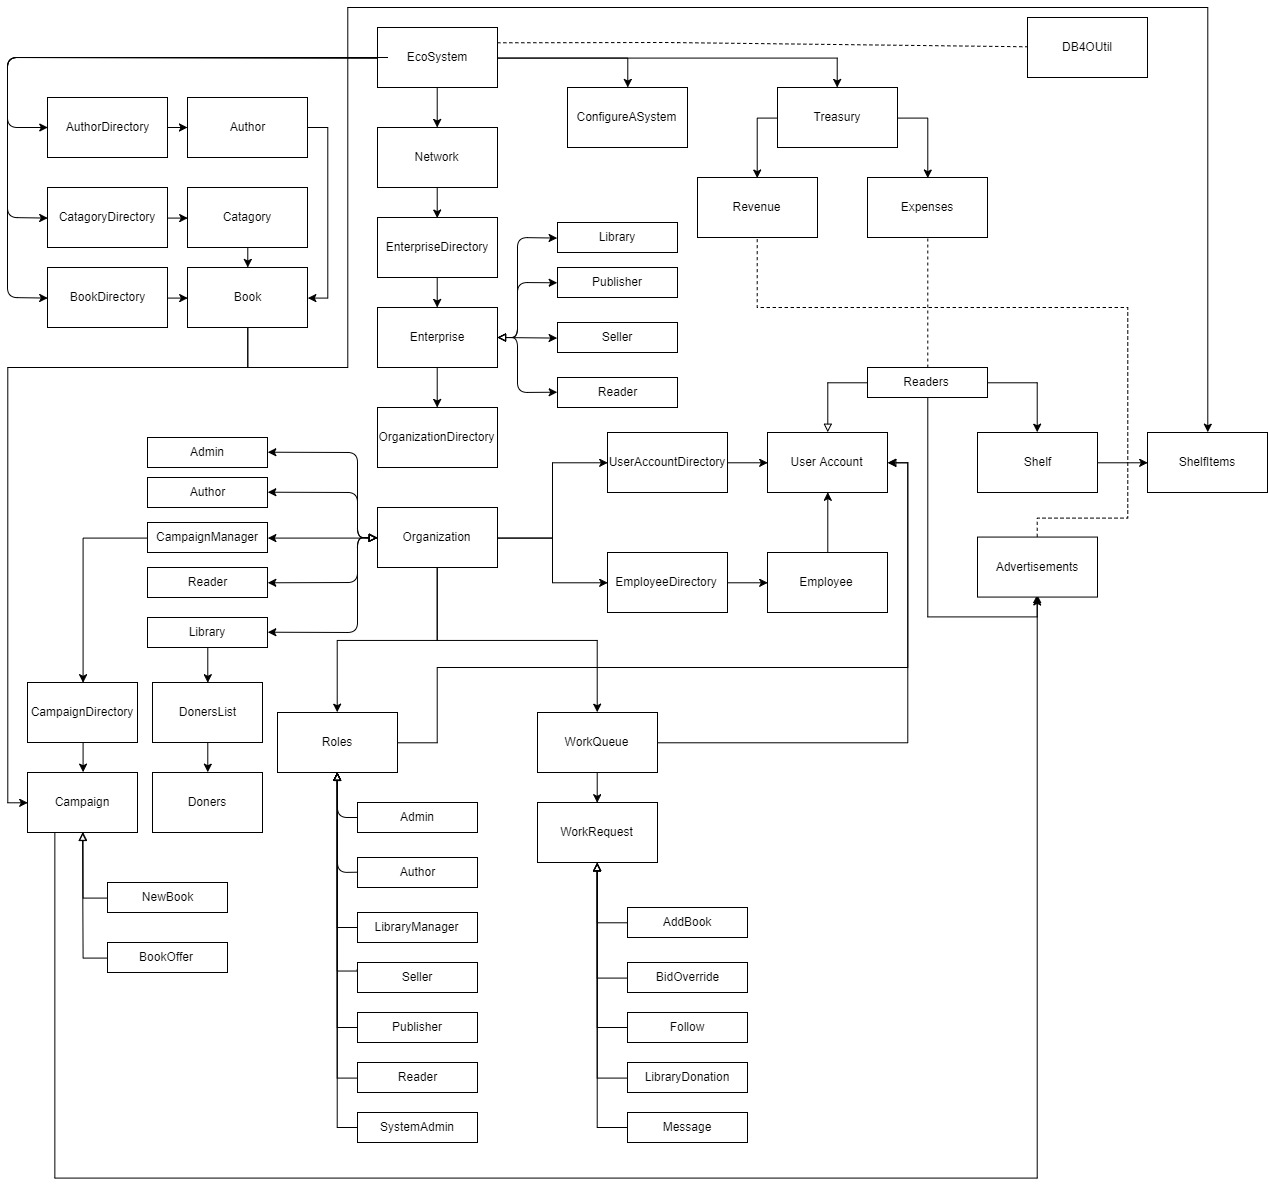 EcoSystem
DB4OUtil
AuthorDirectory
Author
ConfigureASystem
Treasury
Network
CatagoryDirectory
Catagory
Revenue
Expenses
EnterpriseDirectory
Library
BookDirectory
Book
Publisher
Enterprise
Seller
Reader
Readers
OrganizationDirectory
Admin
UserAccountDirectory
User Account
Shelf
ShelfItems
Author
CampaignManager
Organization
Advertisements
Reader
EmployeeDirectory
Employee
Library
CampaignDirectory
DonersList
Roles
WorkQueue
Campaign
Doners
Admin
WorkRequest
Author
NewBook
LibraryManager
AddBook
BookOffer
Seller
BidOverride
Publisher
Follow
Reader
LibraryDonation
SystemAdmin
Message